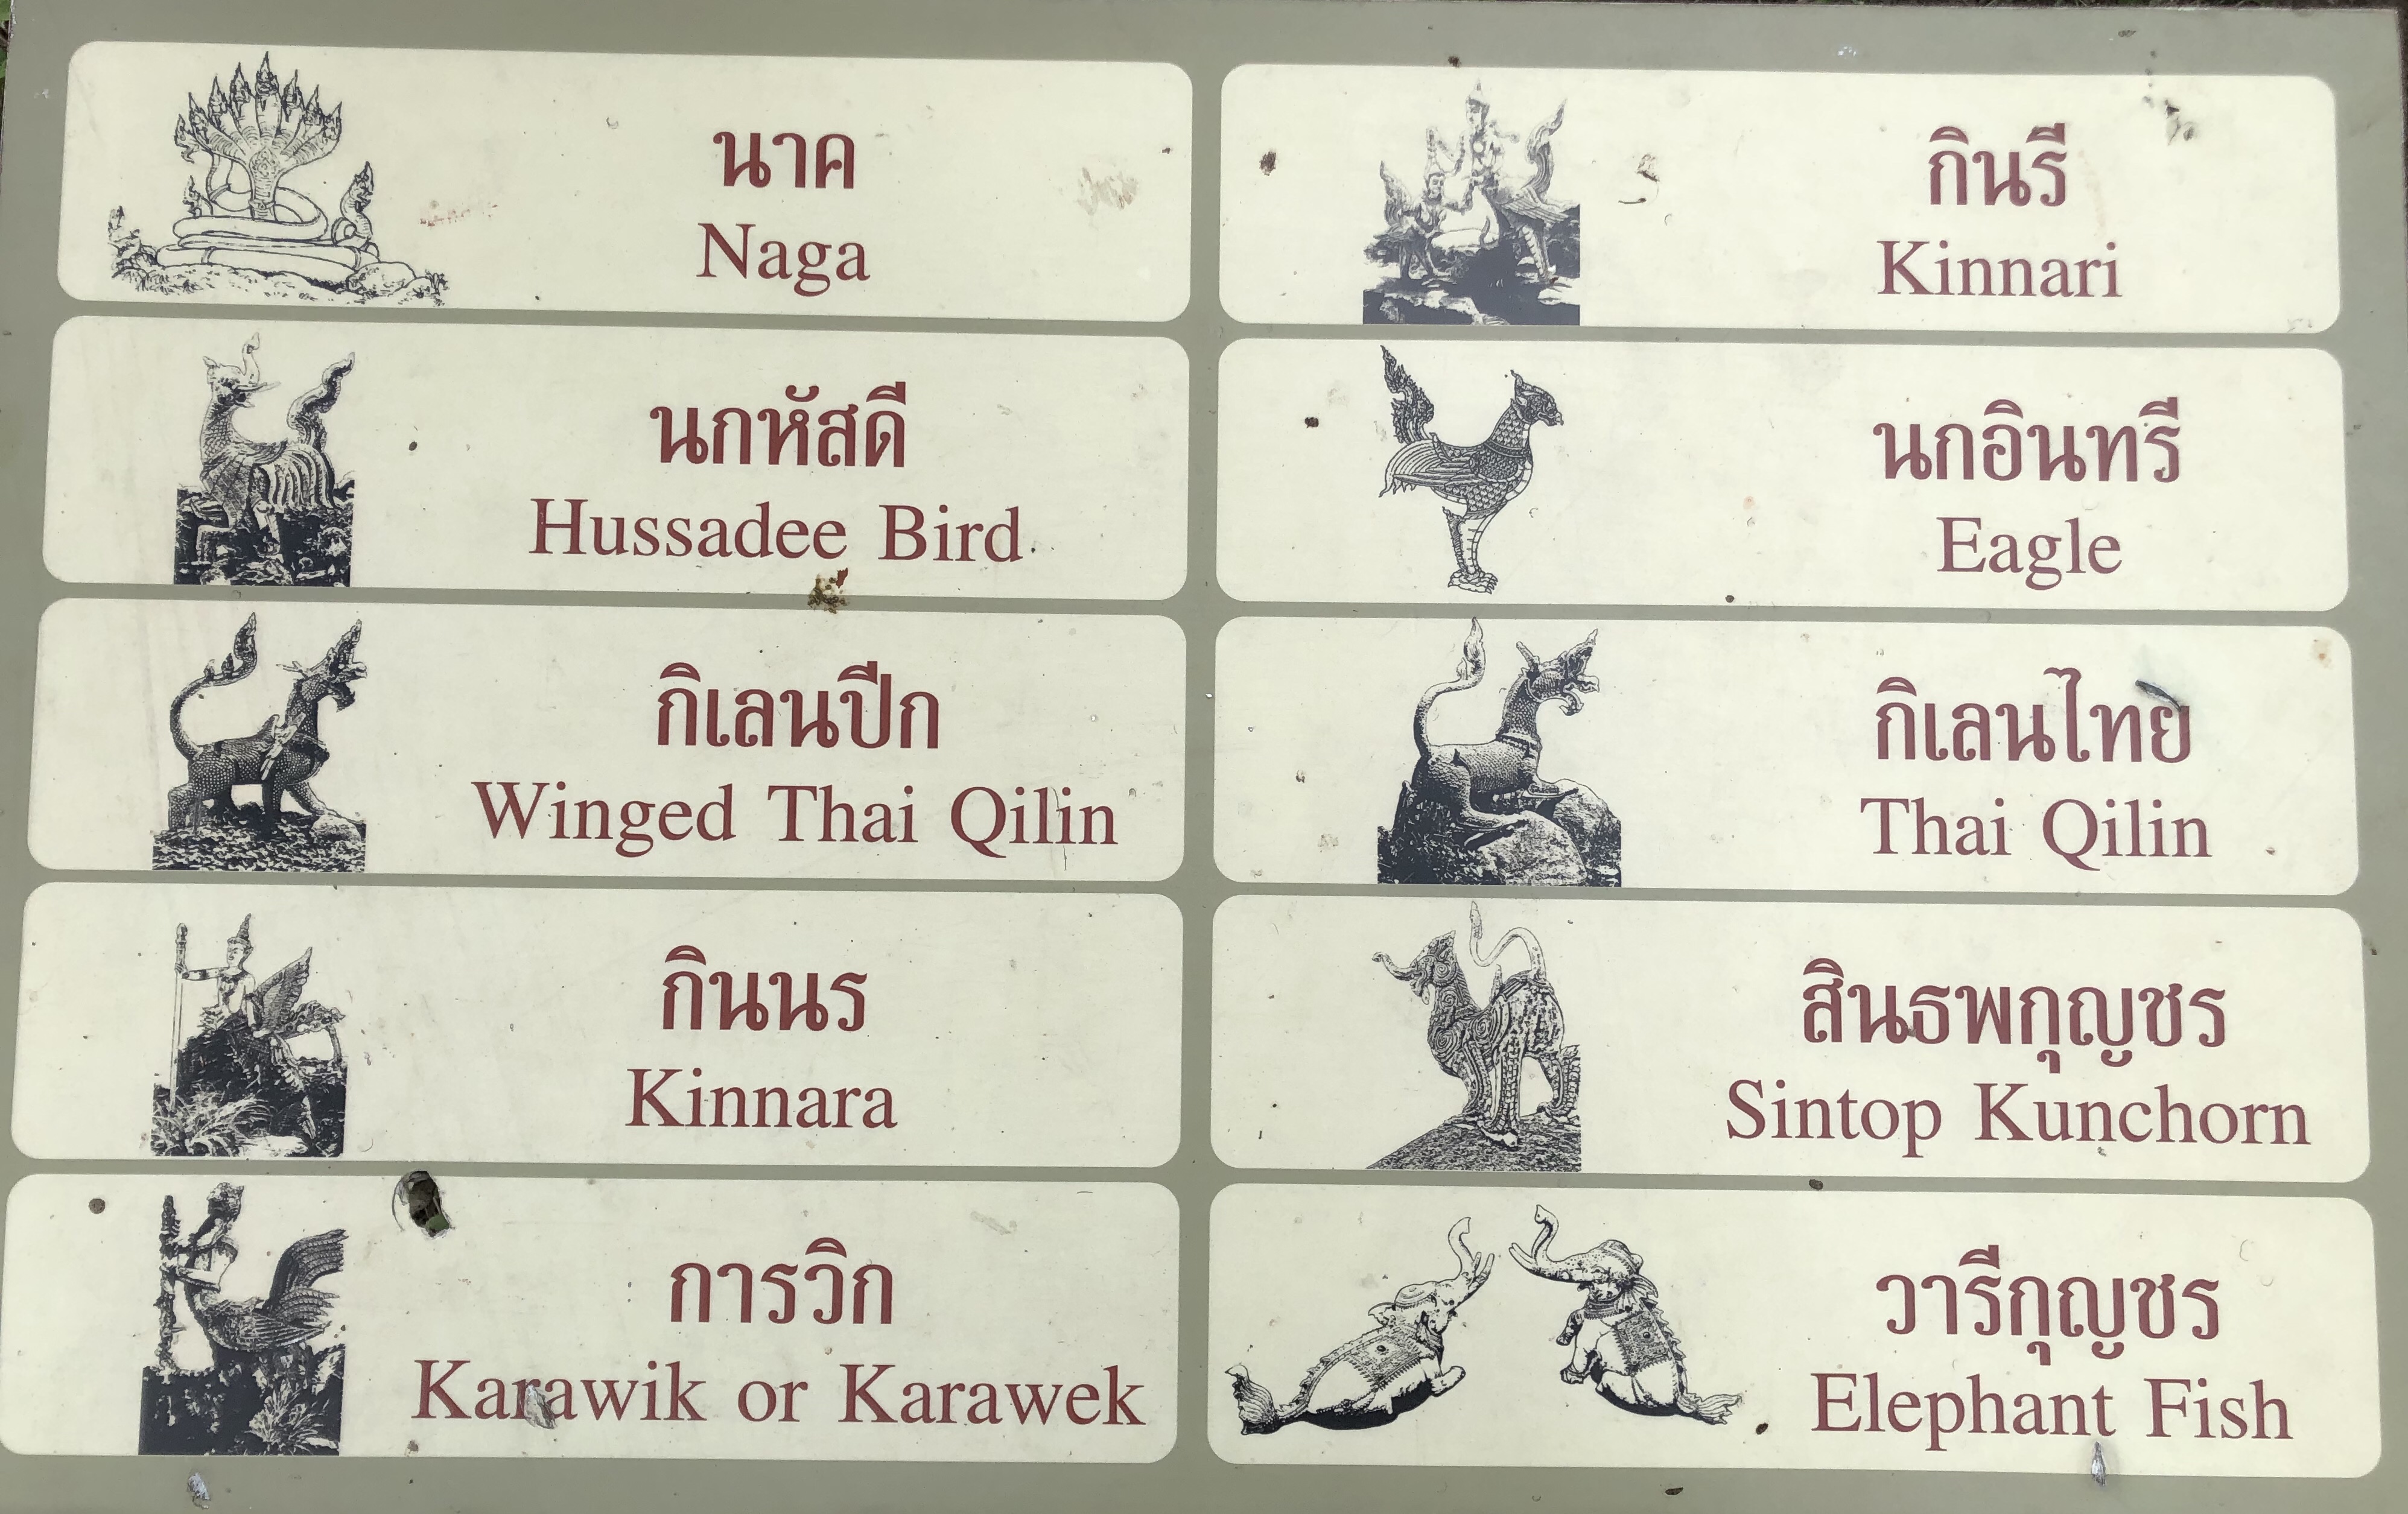 นาค
Naga
กินรี
Kinnari
นกหัสดี
Hussadee Bird
นกอินทรี
Eagle
กิเลนปีก
Winged Thai Qilin
กิเลนไทย
Thai Qilin
กินนร
Kinnara
สินธพกุญชร
Sintop Kunchorn
การวิก
Karawik or Karawek
วารีกุญชร
Elephant Fish